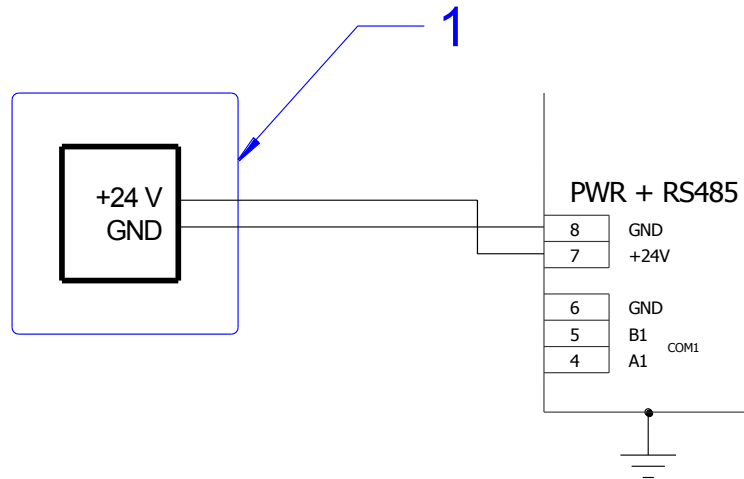 1
+24 V
GND
PWR + RS485
8 GND
7 +24V
6 GND
5 B1
COM1
4 A1